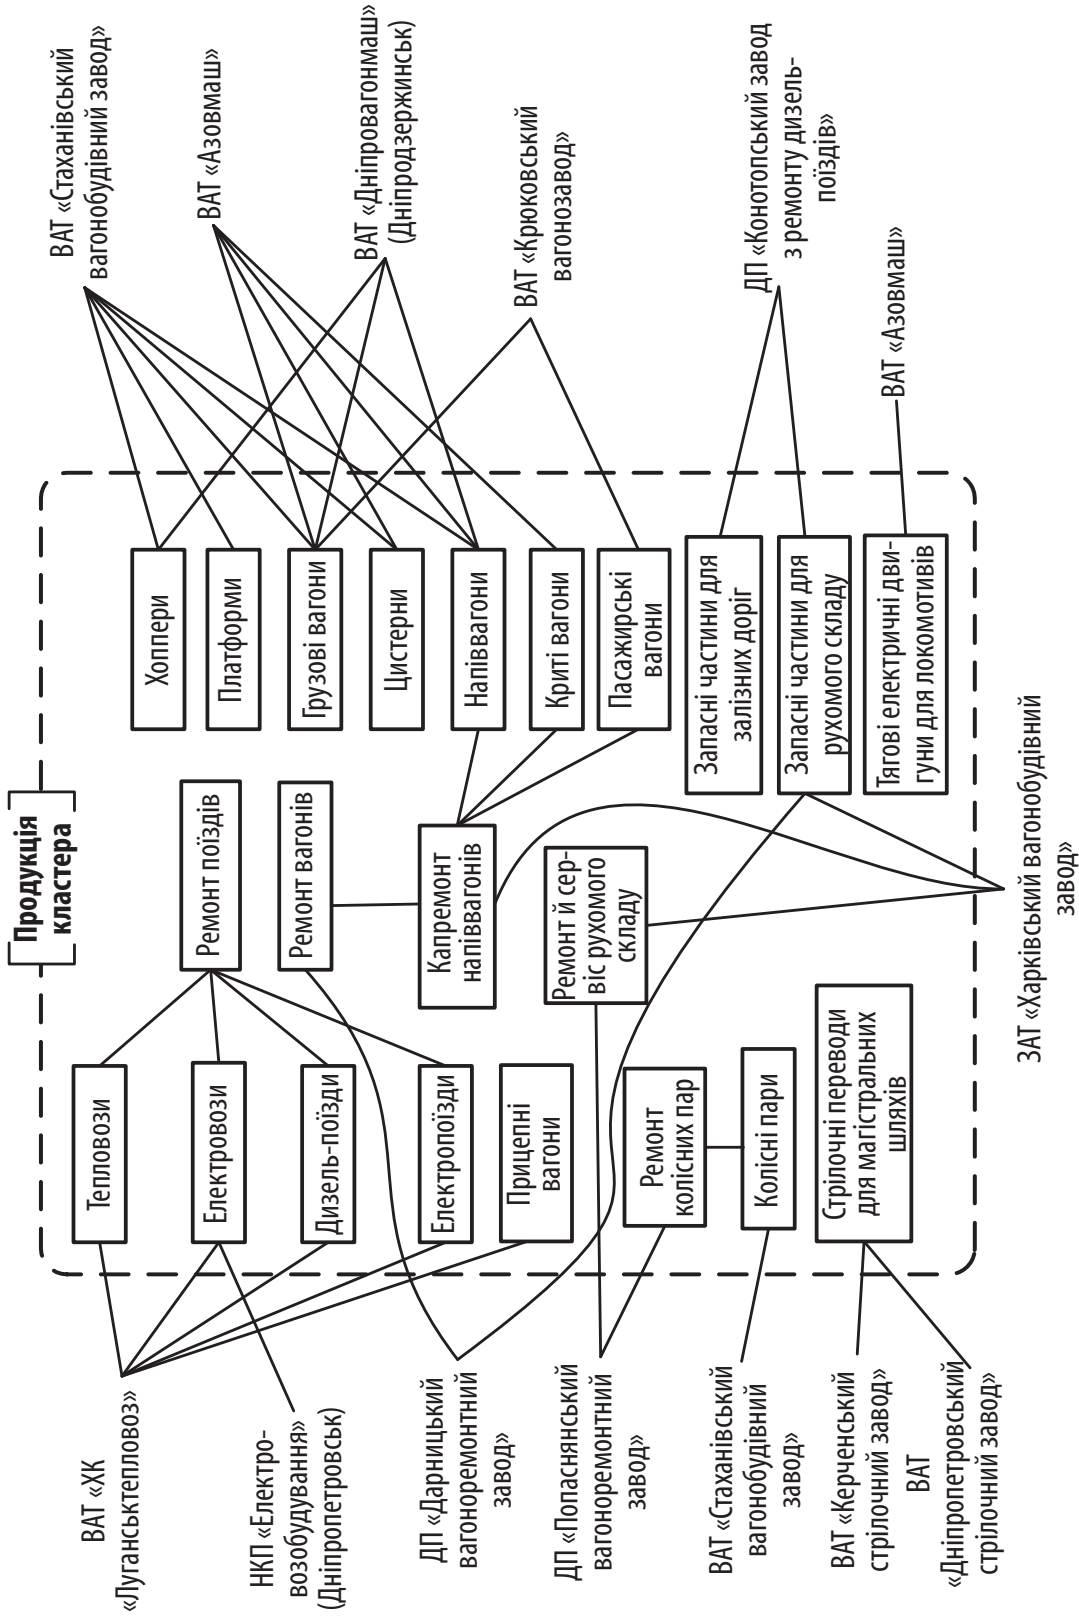 Продукція
кластера
ВАТ «ХК
«Луганськтепловоз»
НКП «Електро-
возобудування»
(Дніпропетровськ)
ДП «Дарницький
вагоноремонтний
завод»
ДП «Попаснянський
вагоноремонтний
завод»
ВАТ «Стаханівський
вагонобудівний
завод»
ВАТ «Керченський
стрілочний завод»
ВАТ
«Дніпропетровський
стрілочний завод»
Тепловози
Електровози
Дизель-поїзди
Електропоїзди
Прицепні
вагони
Ремонт
колісних пар
Колісні пари
Стрілочні переводи
для магістральних
шляхів
Ремонт поїздів
Ремонт вагонів
Капремонт
напіввагонів
Ремонт й сер-
віс рухомого
складу
Хоппери
Платформи
Грузові вагони
Цистерни
Напіввагони
Криті вагони
Пасажирські
вагони
Запасні частини для
залізних доріг
Запасні частини для
рухомого складу
Тягові електричні дви-
гуни для локомотивів
ВАТ «Стаханівський
вагонобудівний завод»
ВАТ «Азовмаш»
ВАТ «Дніпровагонмаш»
(Дніпродзержинськ)
ВАТ «Крюковський
вагонозавод»
ДП «Конотопський завод
з ремонту дизель-
поїздів»
ВАТ «Азовмаш»
ЗАТ «Харківський вагонобудівний
завод»